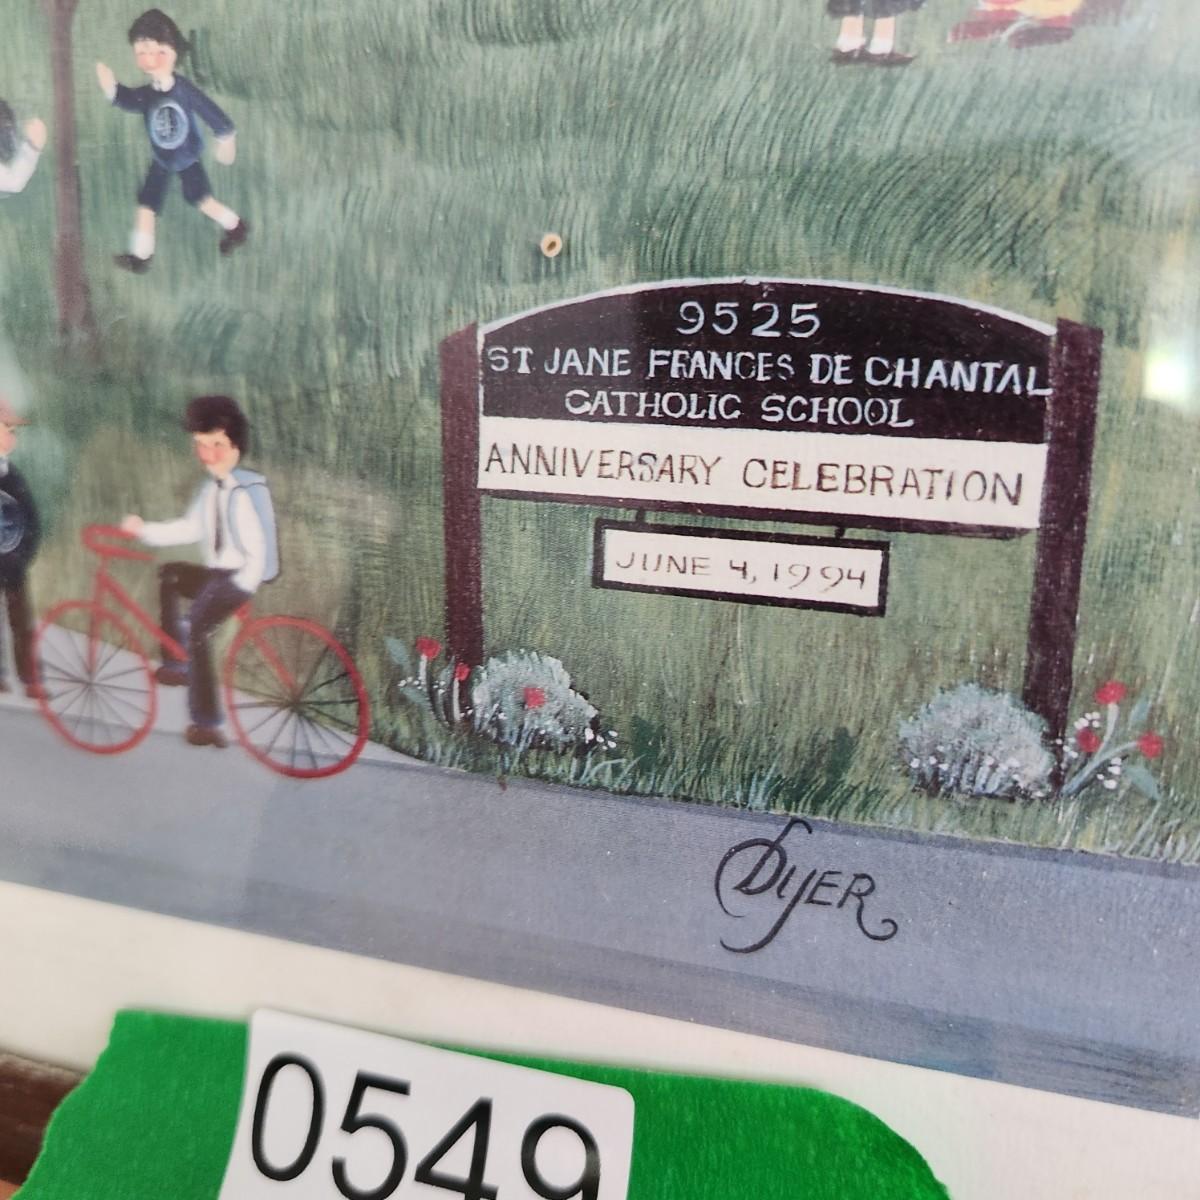 9525
ST. JANE FRANCES DE CHANTAL
CATHOLIC SCHOOL
ANNIVERSARY CELEBRATION
JUNE 4, 1994
DYER
0549